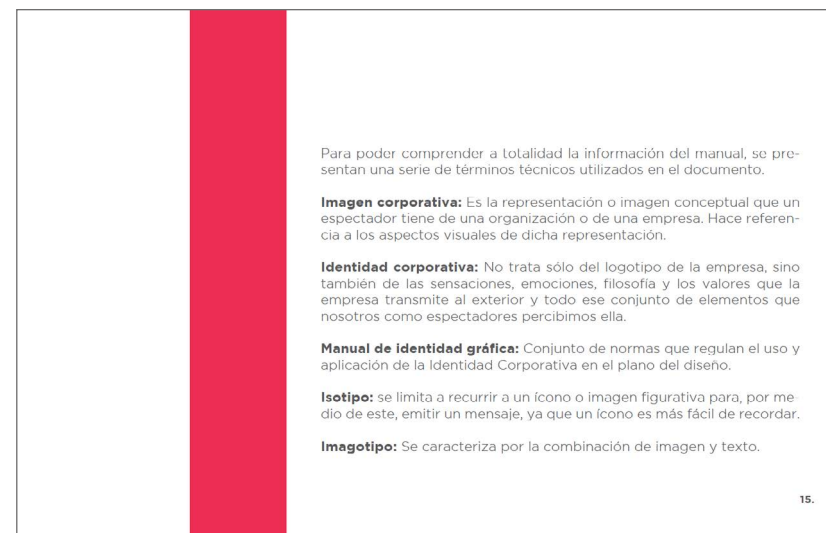 Para poder comprender a totalidad la información del manual, se pre-
sentan una serie de términos técnicos utilizados en el documento.
Imagen corporativa: Es la representación o imagen conceptual que un
espectador tiene de una organización o de una empresa. Hace referen-
cia a los aspectos visuales de dicha representación.
Identidad corporativa: No trata sólo del logotipo de la empresa, sino
también de las sensaciones, emociones, filosofía y los valores que la
empresa transmite al exterior y todo ese conjunto de elementos que
nosotros como espectadores percibimos ella.
Manual de identidad gráfica: Conjunto de normas que regulan el uso y
aplicación de la Identidad Corporativa en el plano del diseño.
Isotipo: se limita a recurrir a un ícono o imagen figurativa para, por me-
dio de este, emitir un mensaje, ya que un ícono es más fácil de recordar.
Imagotipo: Se caracteriza por la combinación de imagen y texto.
15.